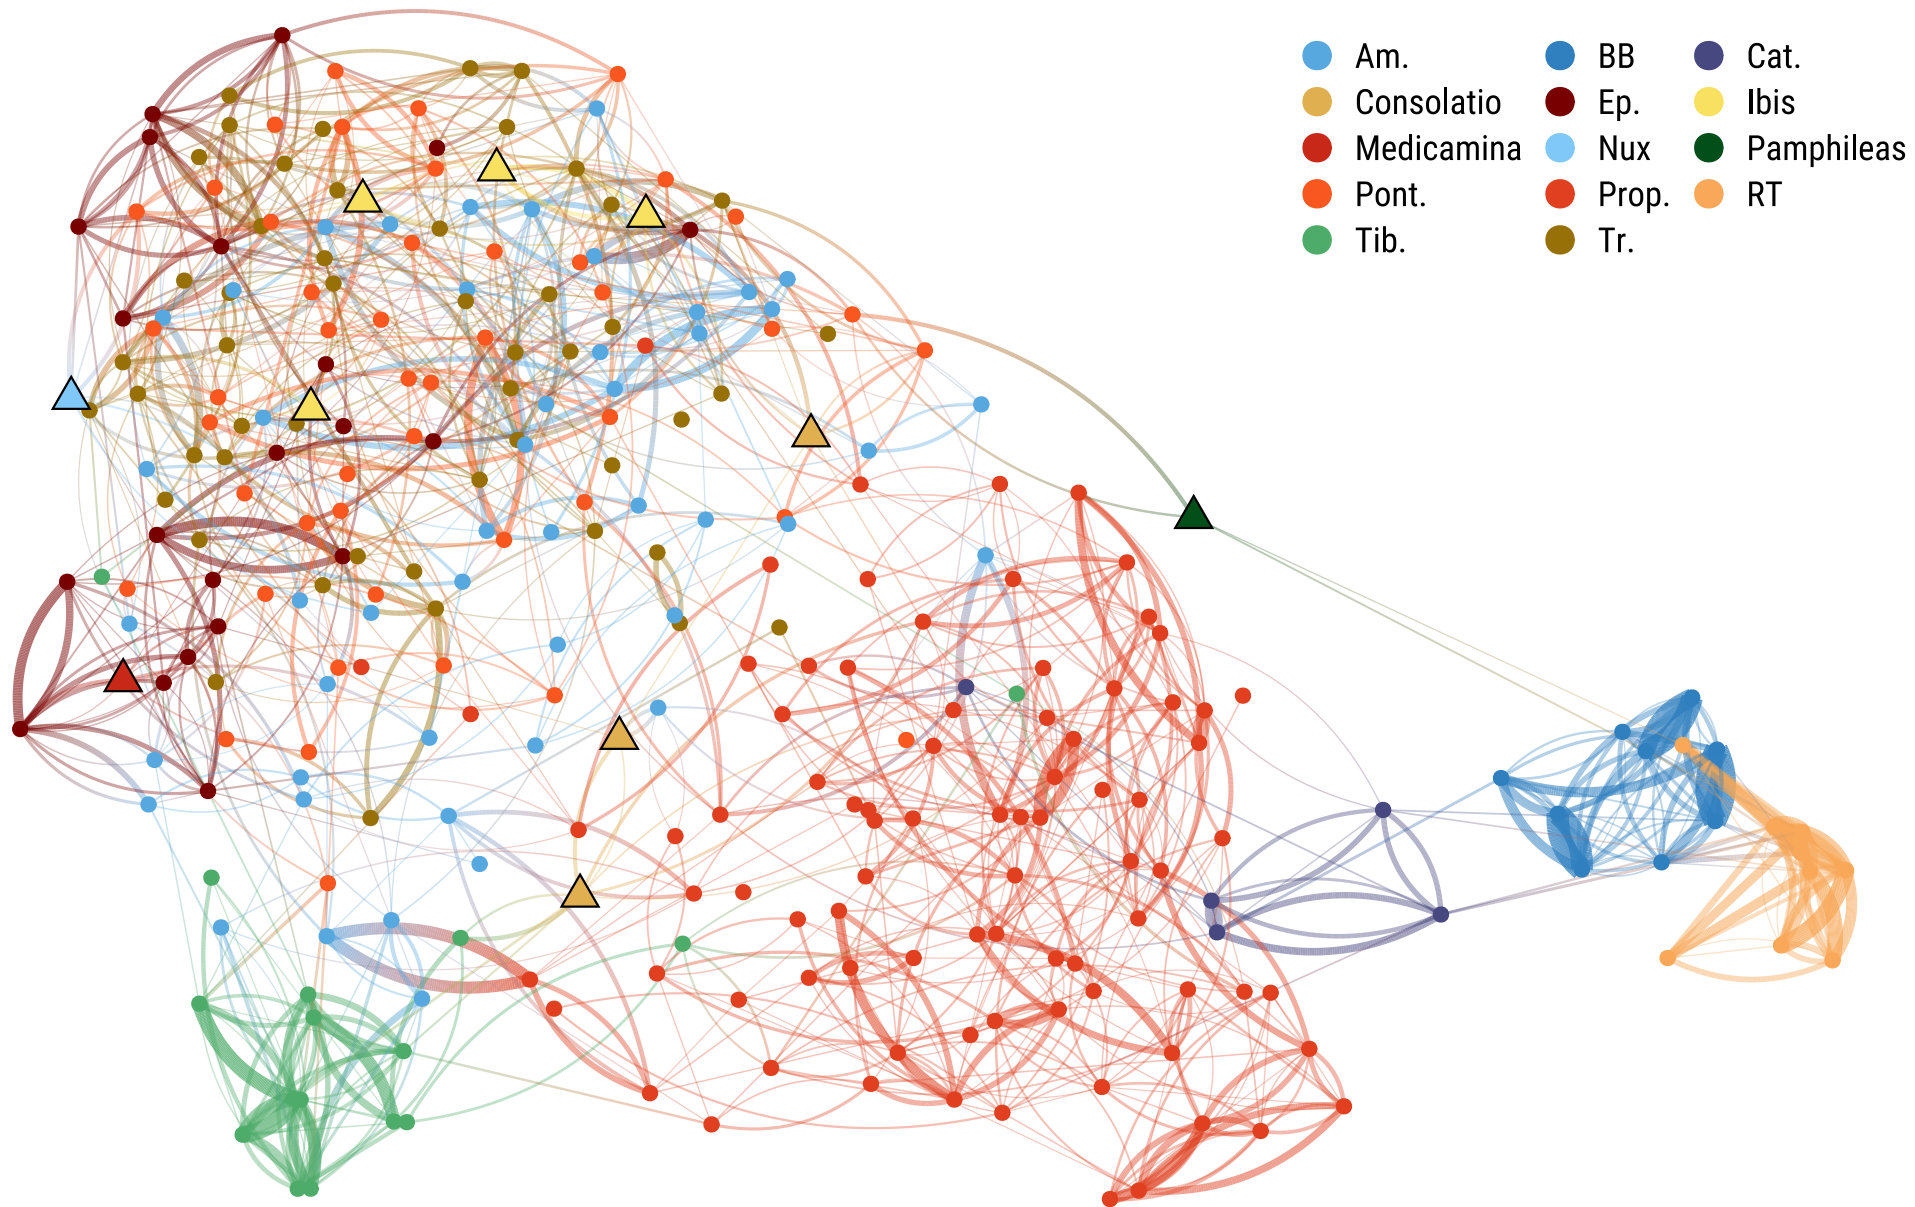 Am. BB Cat.
Consolatio Ep. Ibis
Medicamina Nux Pamphileas
Pont. Prop. RT
Tib. Tr.